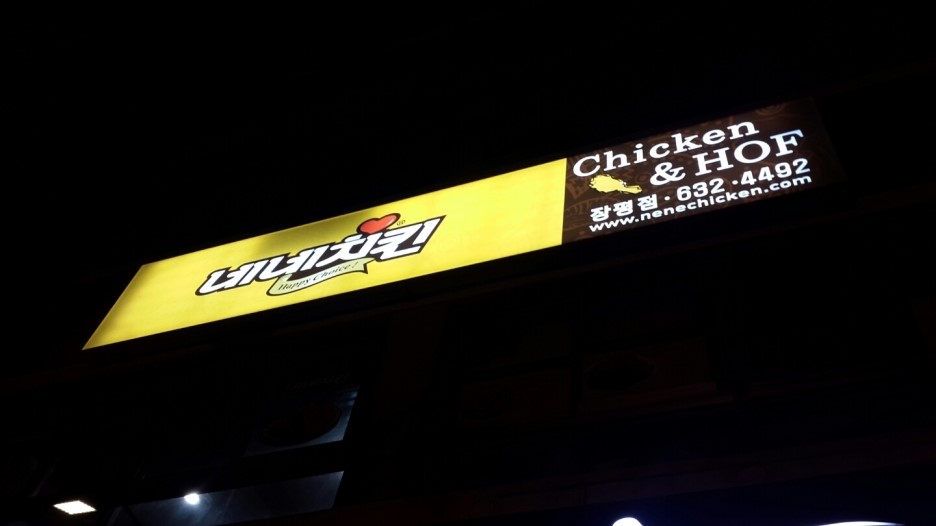 네네치킨
Happy Choice!
Chicken
& HOF
장평점·632·4492
www.nenechicken.com